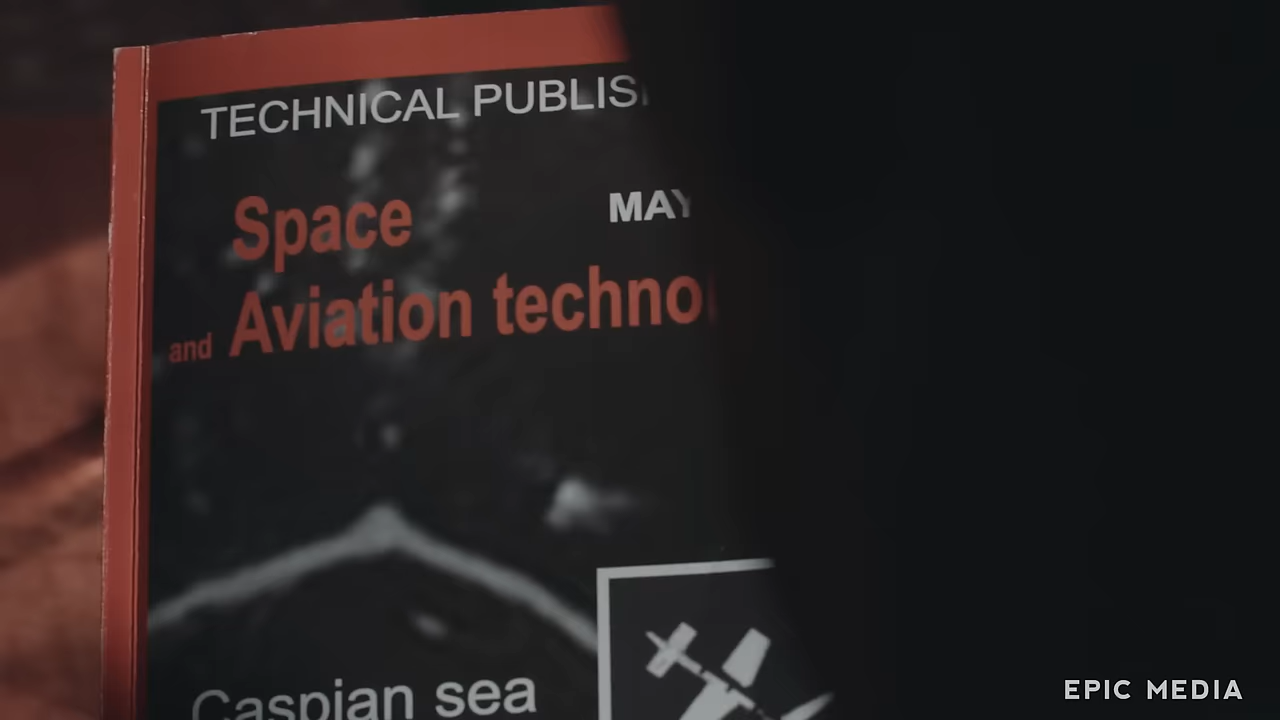 TECHNICAL PUBLIS
Space
MAY
and Aviation techno
Caspian sea
EPIC MEDIA